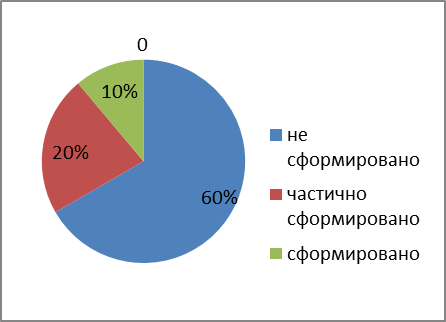 0
10%
20%
60%
не
сформировано
частично
сформировано
сформировано